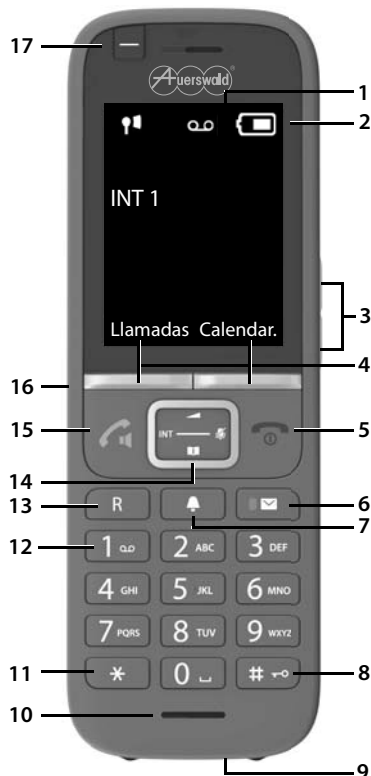 17
Auerswald®
1
2
INT 1
3
Llamadas Calendar.
4
16
15
INT
5
14
13
R
6
7
12
1 2 ABC 3 DEF
4 GHI 5 JKL 6 MNO
7 PQRS 8 TUV 9 WXYZ
11
* 0 #
8
10
9